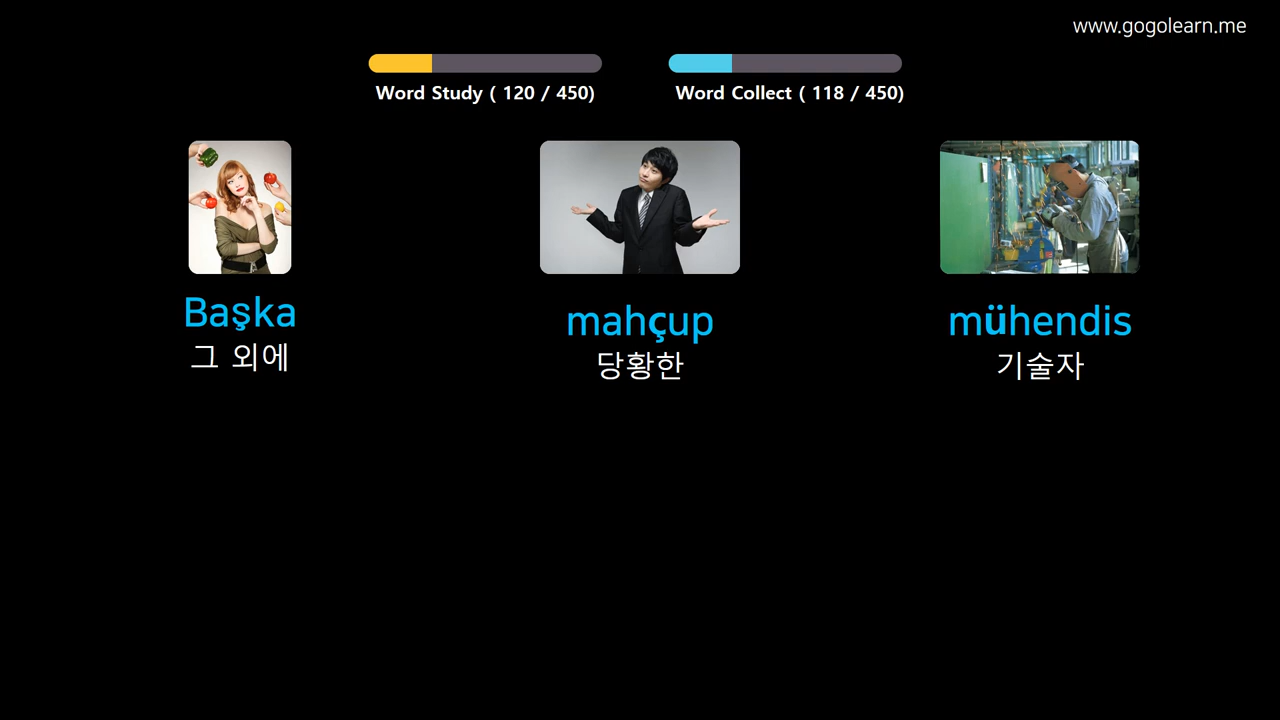 www.gogolearn.me
Word Study ( 120 / 450)
Word Collect ( 118 / 450)
Başka
그 외에
mahçup
당황한
mühendis
기술자